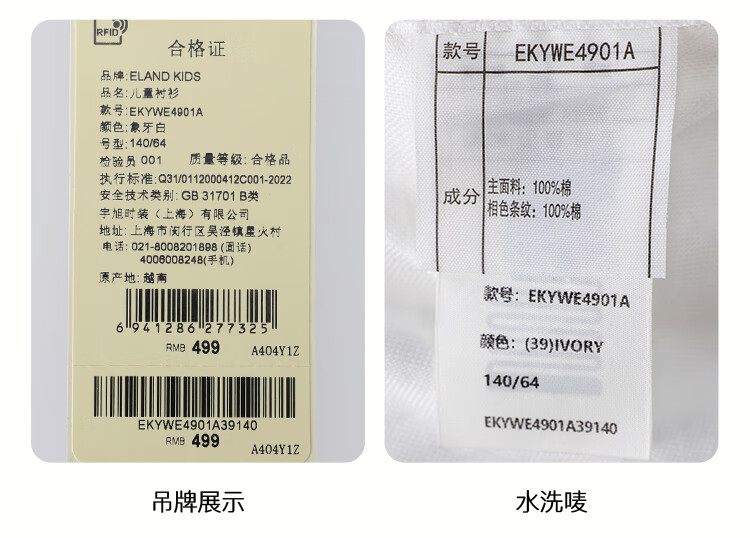 RFID
合格证
品牌: ELAND KIDS
品名: 儿童衬衫
款号: EKYWE4901A
颜色: 象牙白
号型: 140/64
检验员 001 质量等级: 合格品
执行标准: Q31/0112000412C001-2022
安全技术类别: GB 31701 B类
宇旭时装（上海）有限公司
地址: 上海市闵行区吴泾镇星火村
电话: 021-8008201898 (固话)
4006008248(手机)
原产地: 越南
6 941286 277325
RMB 499 A404Y1Z
EKYWE4901A39140
RMB 499 A404Y1Z
吊牌展示
款号 EKYWE4901A
成分
主面料: 100%棉
相色条纹: 100%棉
款号: EKYWE4901A
颜色: (39)IVORY
140/64
EKYWE4901A39140
水洗唛